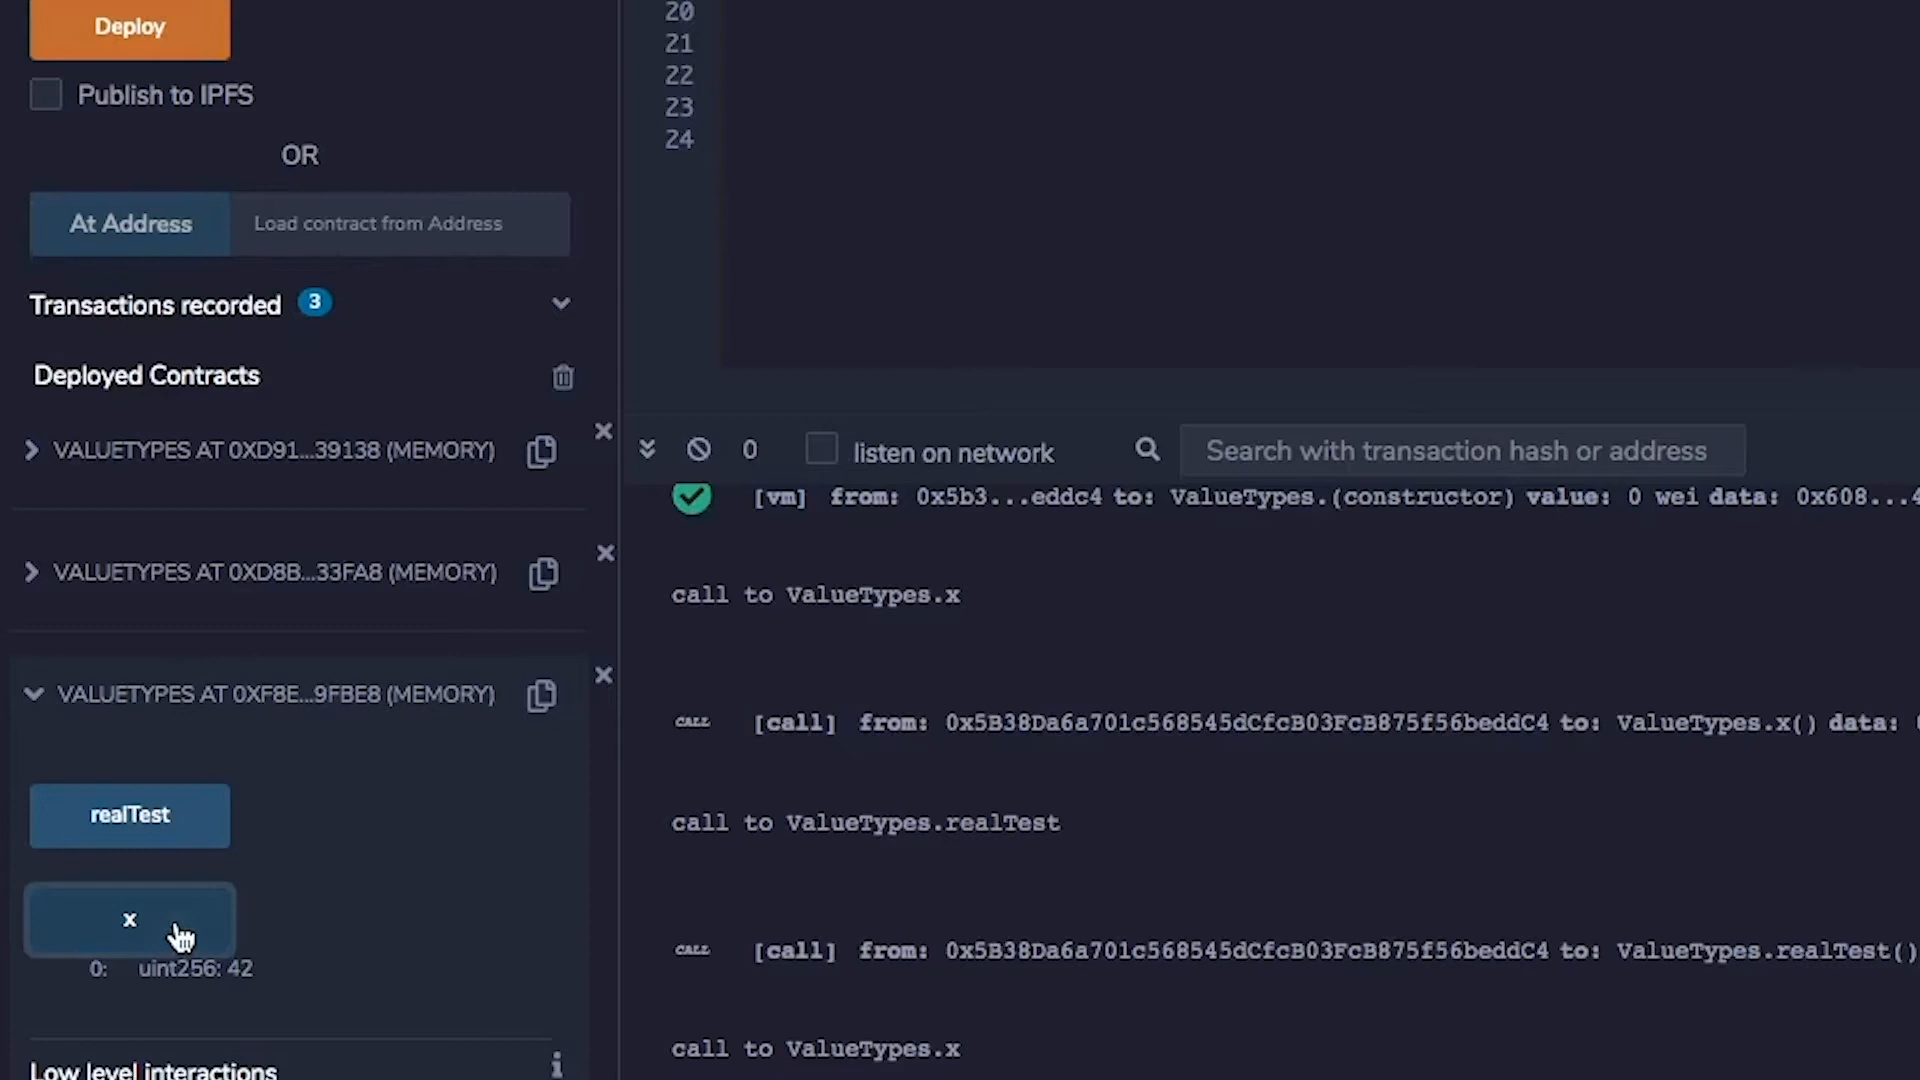 Deploy
Publish to IPFS
OR
At Address
Load contract from Address
Transactions recorded 3
Deployed Contracts
VALUETYPES AT 0XD91...39138 (MEMORY)
VALUETYPES AT 0XD8B...33FA8 (MEMORY)
VALUETYPES AT 0XF8E...9FBE8 (MEMORY)
realTest
x
0: uint256: 42
Low level interactions
20
21
22
23
24
0
listen on network
Search with transaction hash or address
[vm] from: 0x5b3...eddc4 to: ValueTypes.(constructor) value: 0 wei data: 0x608...4
call to ValueTypes.x
CALL [call] from: 0x5B38Da6a701c568545dCfcB03FcB875f56beddC4 to: ValueTypes.x() data:
call to ValueTypes.realTest
CALL [call] from: 0x5B38Da6a701c568545dCfcB03FcB875f56beddC4 to: ValueTypes.realTest()
call to ValueTypes.x